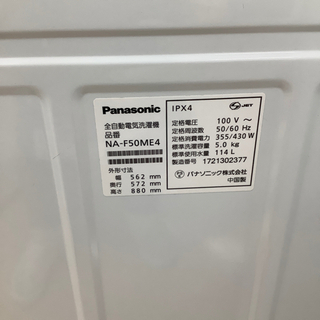 Panasonic
全自動電気洗濯機
品番
NA-F50ME4
外形寸法
幅 562 mm
奥行 572 mm
高さ 880 mm
IPX4
JET
定格電圧 100 V ～
定格周波数 50/60 Hz
定格消費電力 355/430 W
標準洗濯容量 5.0 kg
標準使用水量 114 L
製造番号 1721302377
パナソニック株式会社
中国製